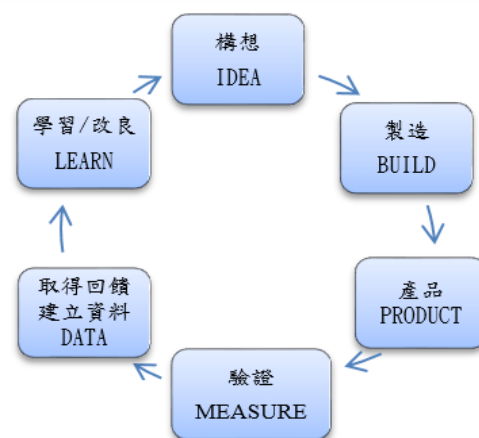 構想
IDEA
製造
BUILD
產品
PRODUCT
驗證
MEASURE
取得回饋
建立資料
DATA
學習/改良
LEARN